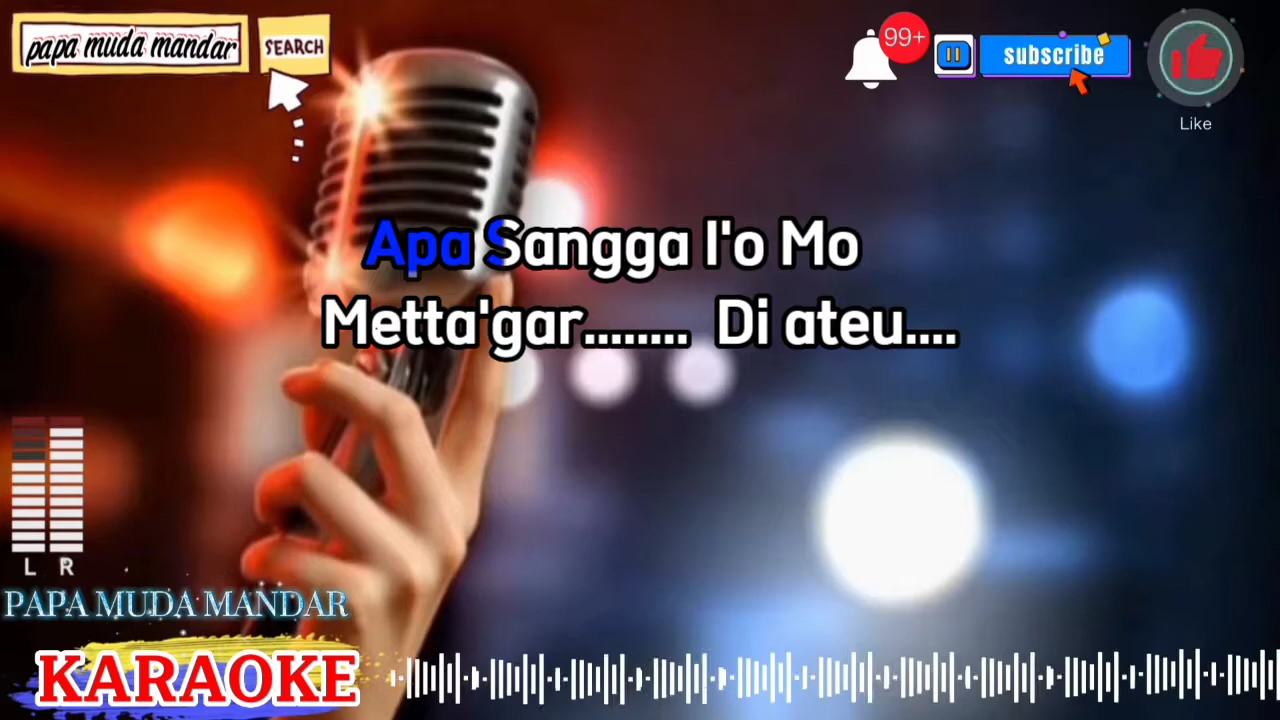 papa muda mandar
SEARCH
99+
subscribe
Like
Apa Sangga I'o Mo
Metta'gar........ Di ateu....
L R
PAPA MUDA MANDAR
KARAOKE